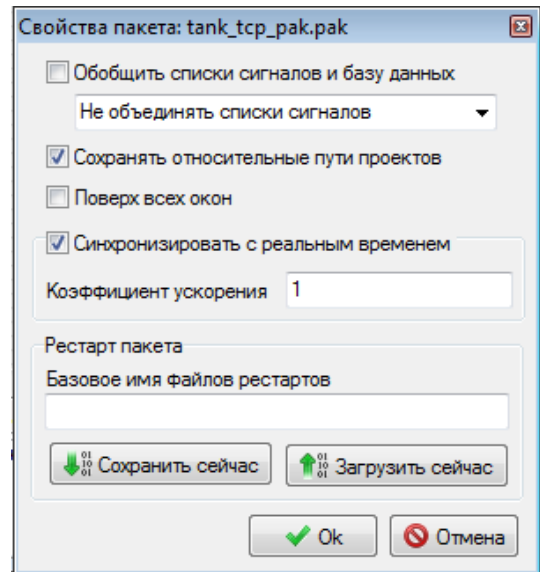 Свойства пакета: tank_tcp_pak.pak
Обобщить списки сигналов и базу данных
Не объединять списки сигналов
Сохранять относительные пути проектов
Поверх всех окон
Синхронизировать с реальным временем
Коэффициент ускорения 1
Рестарт пакета
Базовое имя файлов рестартов
Сохранить сейчас Загрузить сейчас
Ok Отмена